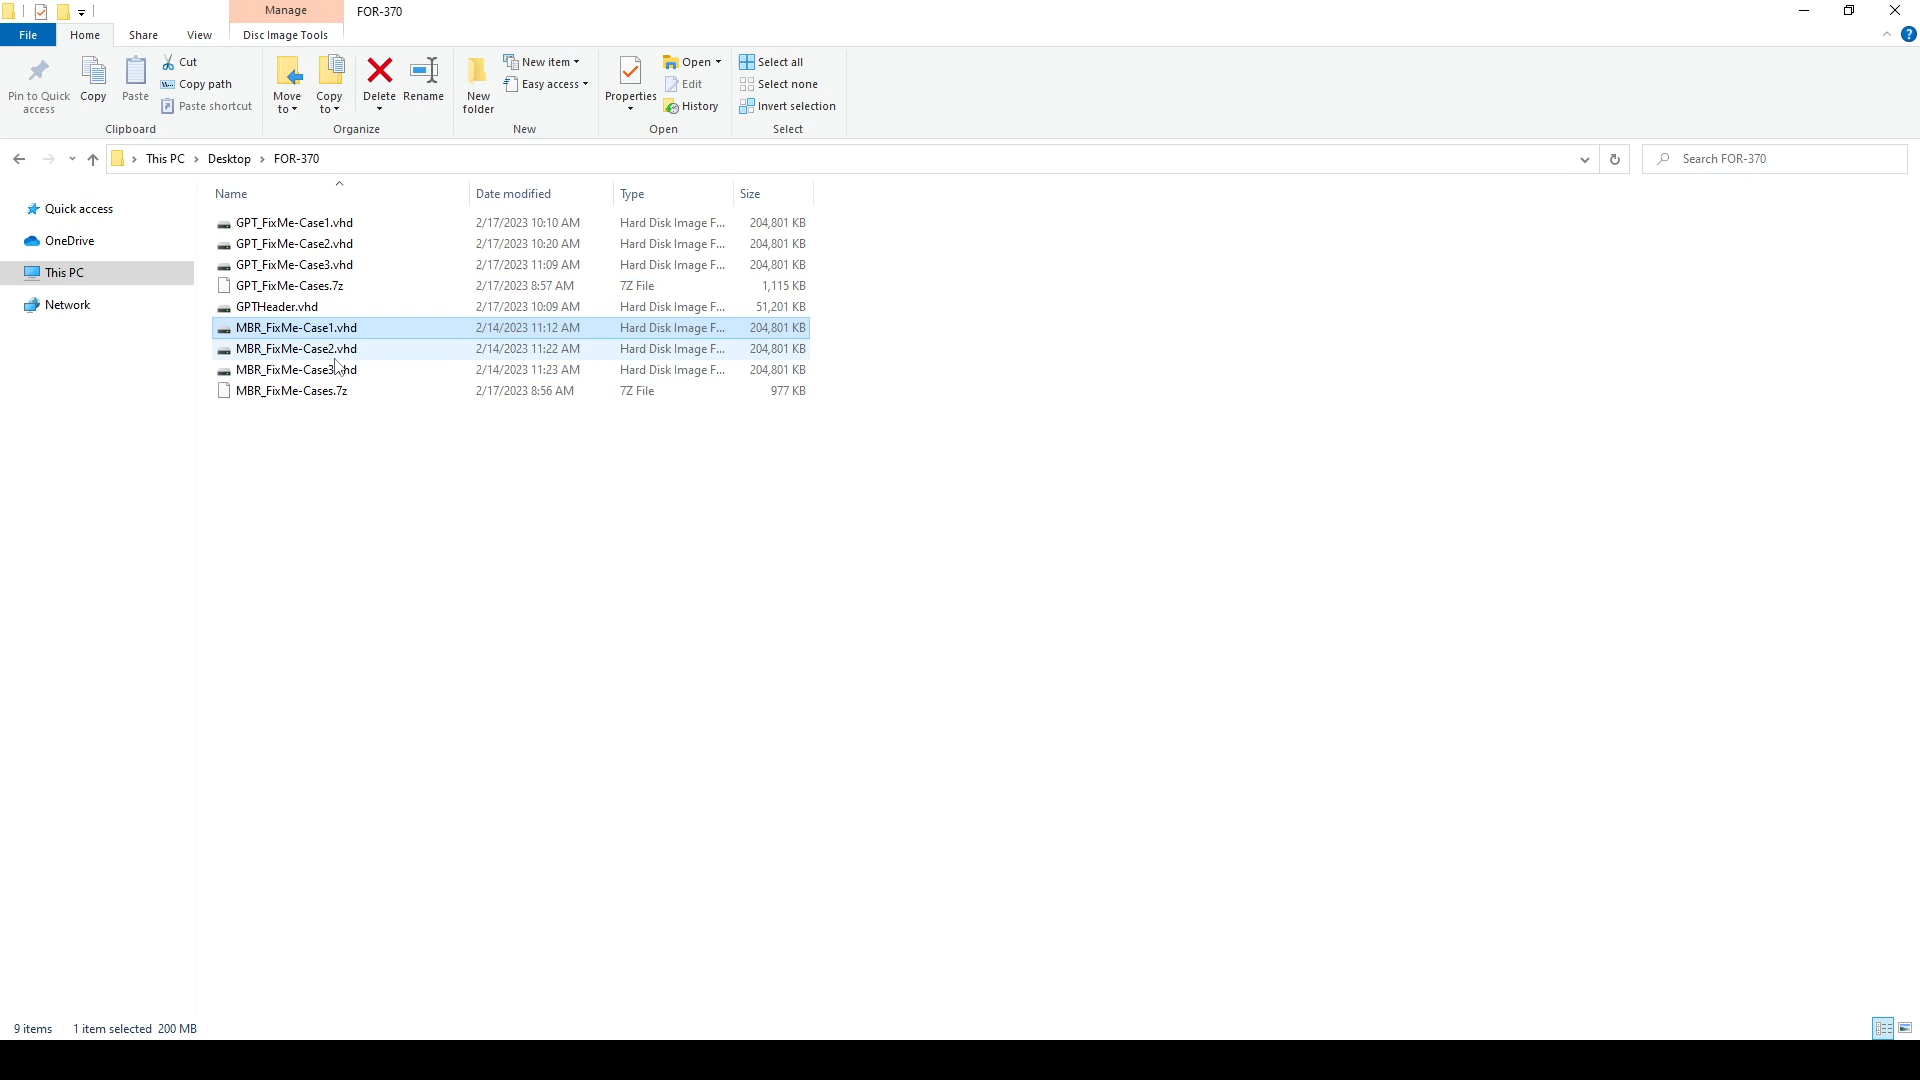 Manage FOR-370
File Home Share View Disc Image Tools
Pin to Quick access
Copy
Paste
Cut
Copy path
Paste shortcut
Clipboard
Move to
Copy to
Delete
Rename
Organize
New folder
New item
Easy access
New
Properties
Open
Edit
History
Open
Select all
Select none
Invert selection
Select
This PC Desktop FOR-370
Search FOR-370
Quick access
OneDrive
This PC
Network
Name Date modified Type Size
GPT_FixMe-Case1.vhd 2/17/2023 10:10 AM Hard Disk Image F... 204,801 KB
GPT_FixMe-Case2.vhd 2/17/2023 10:20 AM Hard Disk Image F... 204,801 KB
GPT_FixMe-Case3.vhd 2/17/2023 11:09 AM Hard Disk Image F... 204,801 KB
GPT_FixMe-Cases.7z 2/17/2023 8:57 AM 7Z File 1,115 KB
GPTHeader.vhd 2/17/2023 10:09 AM Hard Disk Image F... 51,201 KB
MBR_FixMe-Case1.vhd 2/14/2023 11:12 AM Hard Disk Image F... 204,801 KB
MBR_FixMe-Case2.vhd 2/14/2023 11:22 AM Hard Disk Image F... 204,801 KB
MBR_FixMe-Case3.vhd 2/14/2023 11:23 AM Hard Disk Image F... 204,801 KB
MBR_FixMe-Cases.7z 2/17/2023 8:56 AM 7Z File 977 KB
9 items 1 item selected 200 MB